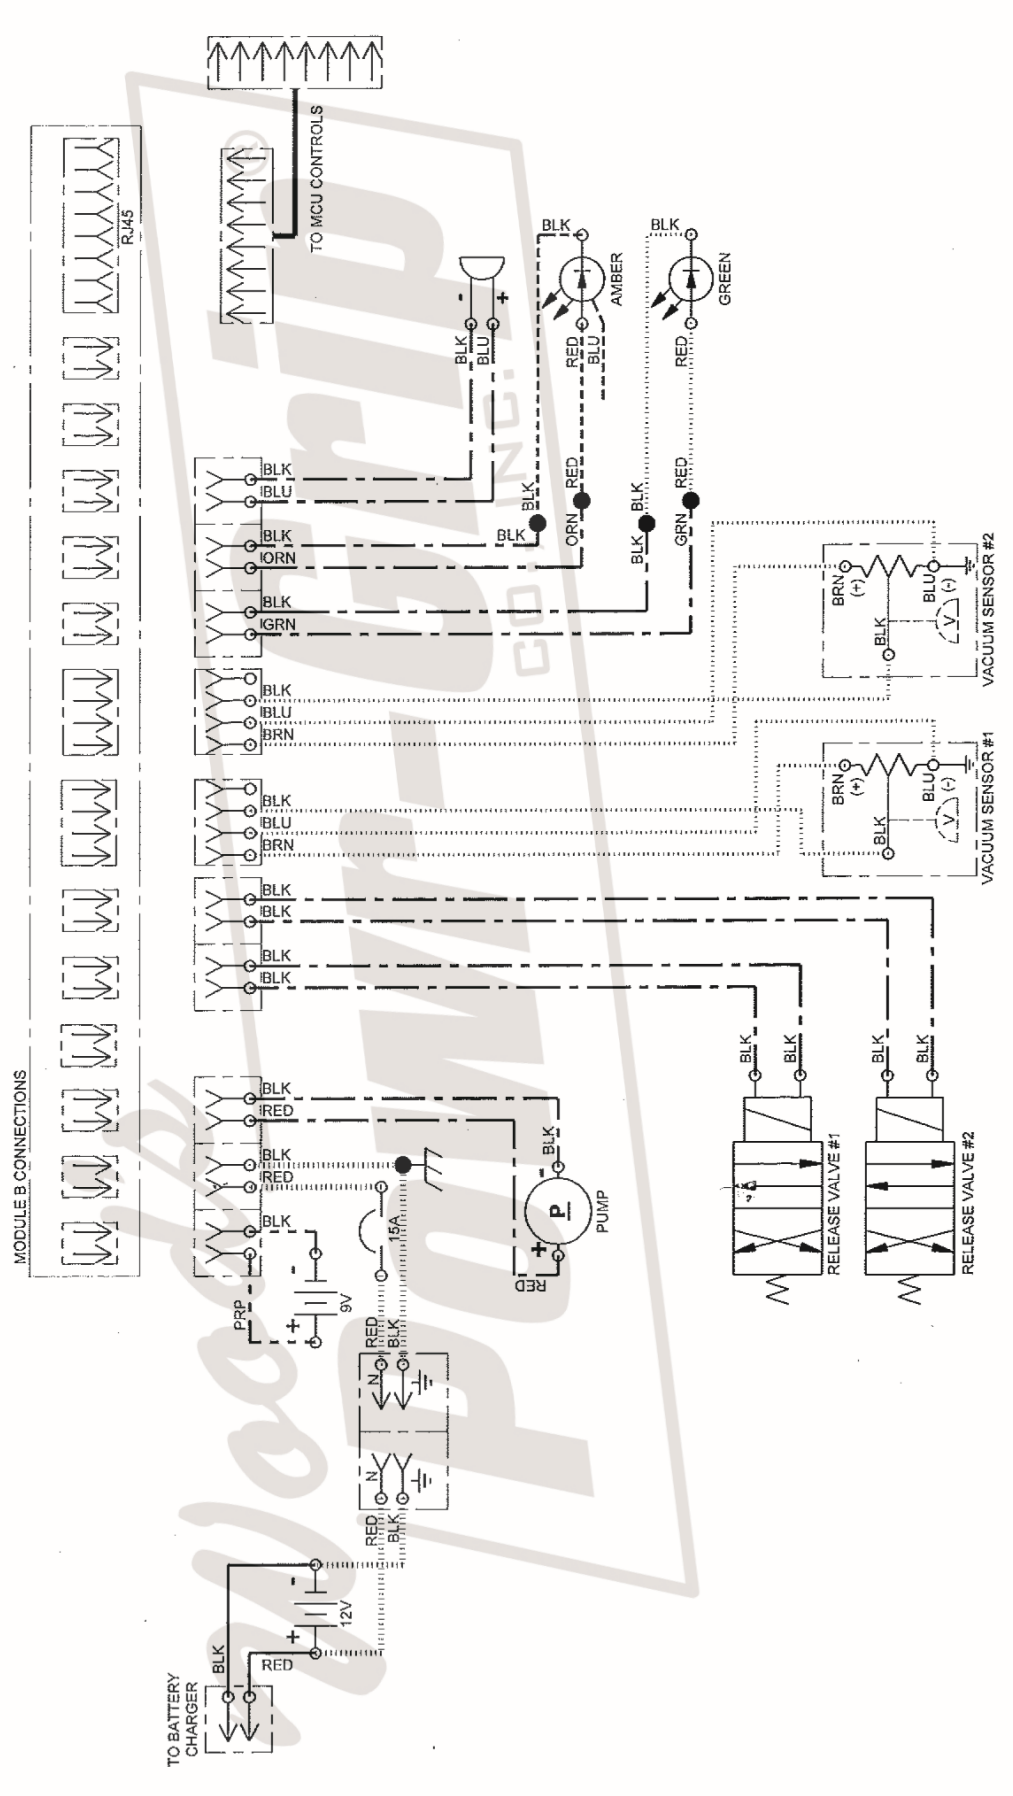 MODULE B CONNECTIONS
RJ45
TO MCU CONTROLS
-
+
BLK
BLU
BLK
BLU
BLK
AMBER
RED
BLU
BLK
RED
BLK
ORN
BLK
ORN
BLK
GREEN
RED
BLK
RED
BLK
GRN
BLK
GRN
BLK
BLU
BRN
BRN
(+)
BLU
(-)
BLK
V
VACUUM SENSOR #2
BLK
BLU
BRN
BRN
(+)
BLU
(-)
BLK
V
VACUUM SENSOR #1
BLK
BLK
BLK
BLK
BLK
BLK
RELEASE VALVE #1
BLK
BLK
RELEASE VALVE #2
BLK
RED
BLK
RED
BLK
-
P
+
PUMP
RED
15A
BLK
PRP
-
+
9V
RED
BLK
N
N
RED
BLK
-
+
12V
BLK
RED
TO BATTERY
CHARGER
Wood's
Powr-Grip
®
CO., INC.